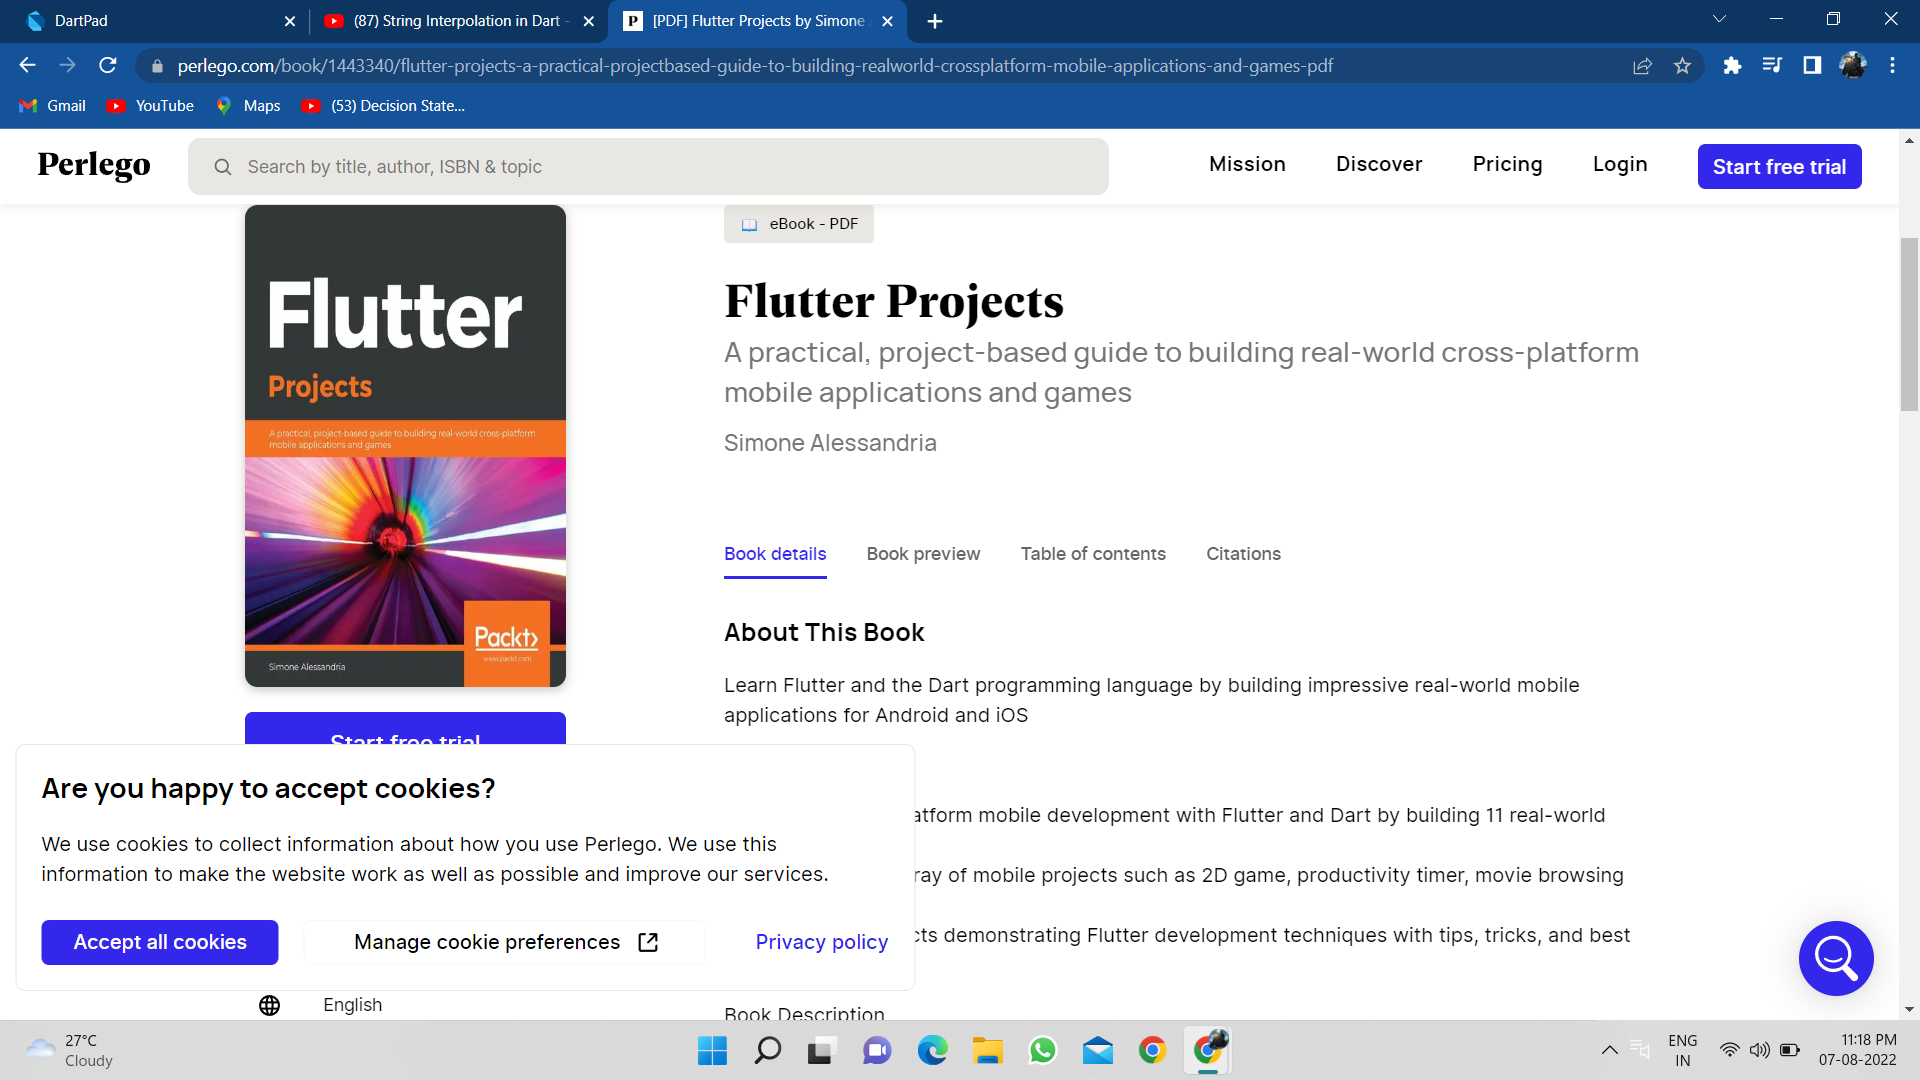 DartPad
(87) String Interpolation in Dart -
P
[PDF] Flutter Projects by Simone A
perlego.com/book/1443340/flutter-projects-a-practical-projectbased-guide-to-building-realworld-crossplatform-mobile-applications-and-games-pdf
Gmail
YouTube
Maps
(53) Decision State...
Perlego
Search by title, author, ISBN & topic
Mission
Discover
Pricing
Login
Start free trial
Flutter
Projects
A practical, project-based guide to building real-world cross-platform
mobile applications and games
Packt>
www.packt.com
Simone Alessandria
Start free trial
eBook - PDF
Flutter Projects
A practical, project-based guide to building real-world cross-platform
mobile applications and games
Simone Alessandria
Book details
Book preview
Table of contents
Citations
About This Book
Learn Flutter and the Dart programming language by building impressive real-world mobile
applications for Android and iOS
atform mobile development with Flutter and Dart by building 11 real-world
ray of mobile projects such as 2D game, productivity timer, movie browsing
cts demonstrating Flutter development techniques with tips, tricks, and best
Book Description
Are you happy to accept cookies?
We use cookies to collect information about how you use Perlego. We use this
information to make the website work as well as possible and improve our services.
Accept all cookies
Manage cookie preferences
Privacy policy
English
27°C
Cloudy
ENG
IN
11:18 PM
07-08-2022